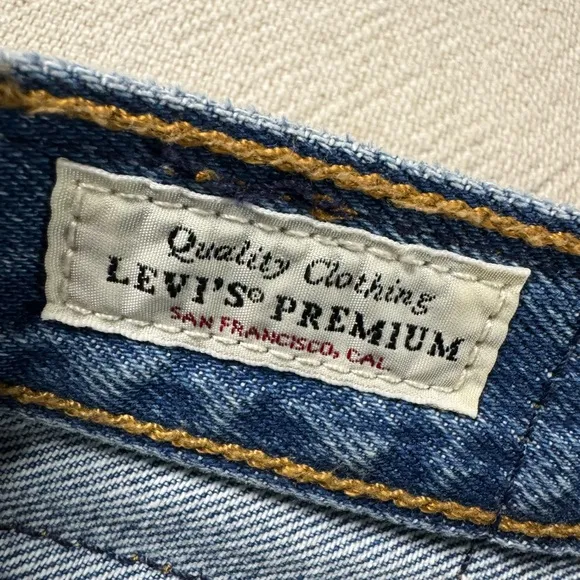 Quality Clothing
LEVI'S® PREMIUM
SAN FRANCISCO, CAL